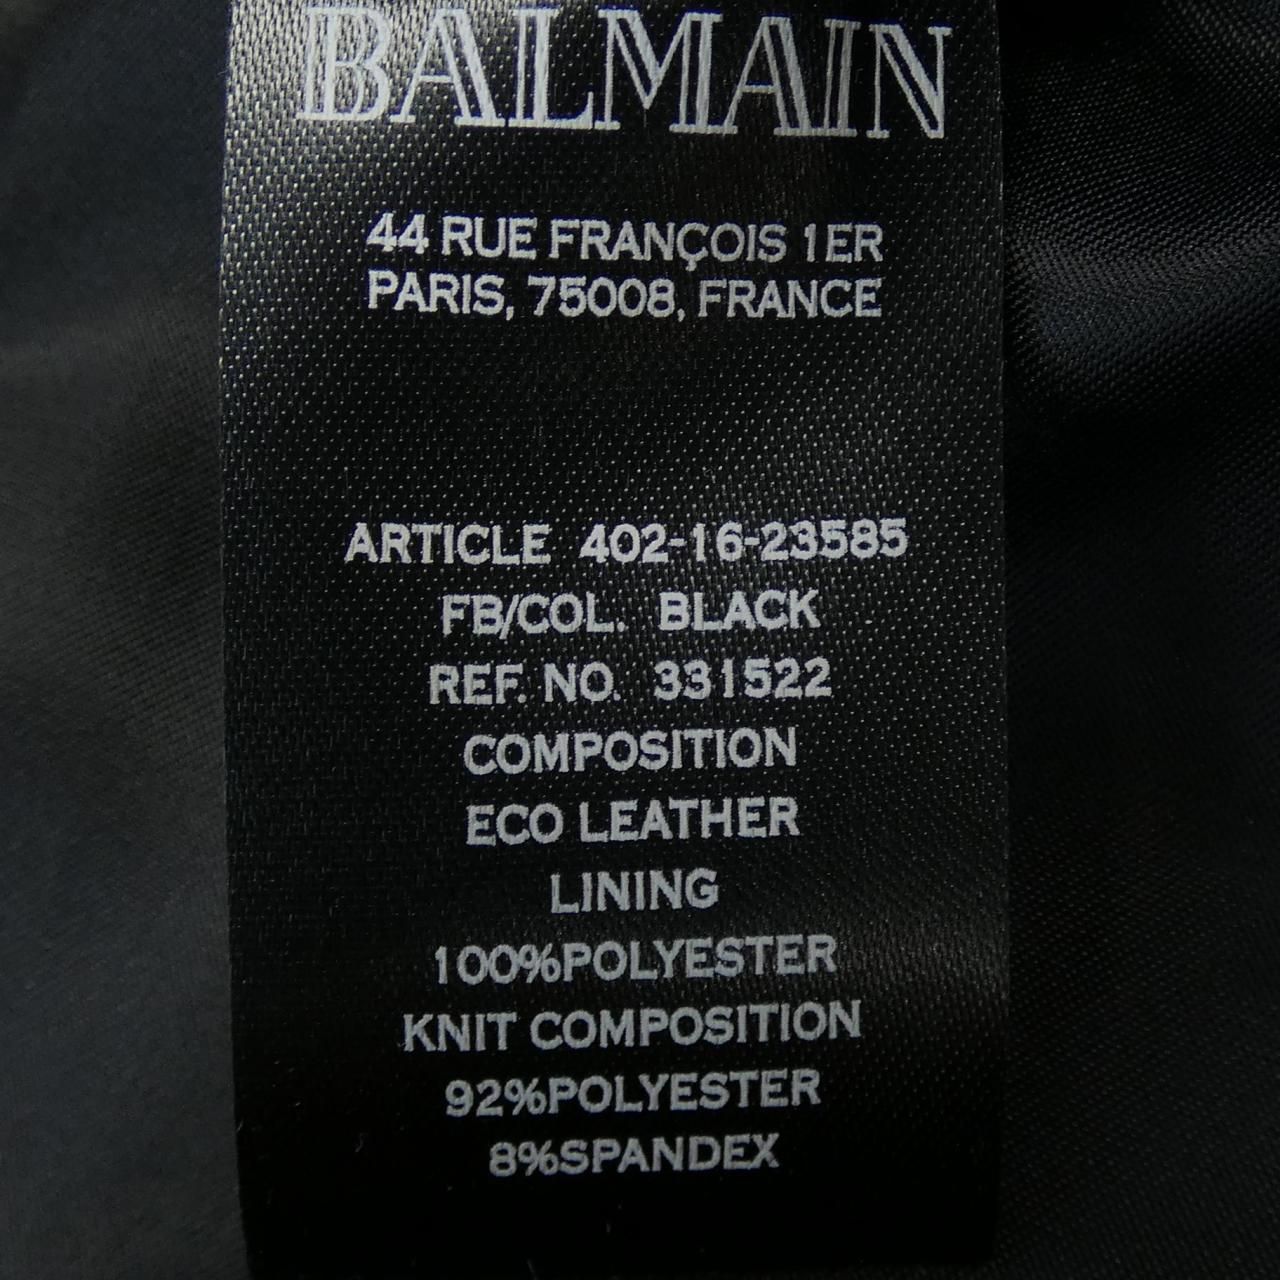 BALMAIN
44 RUE FRANÇOIS 1ER
PARIS, 75008, FRANCE
ARTICLE 402-16-23585
FB/COL. BLACK
REF. NO. 331522
COMPOSITION
ECO LEATHER
LINING
100%POLYESTER
KNIT COMPOSITION
92%POLYESTER
8%SPANDEX